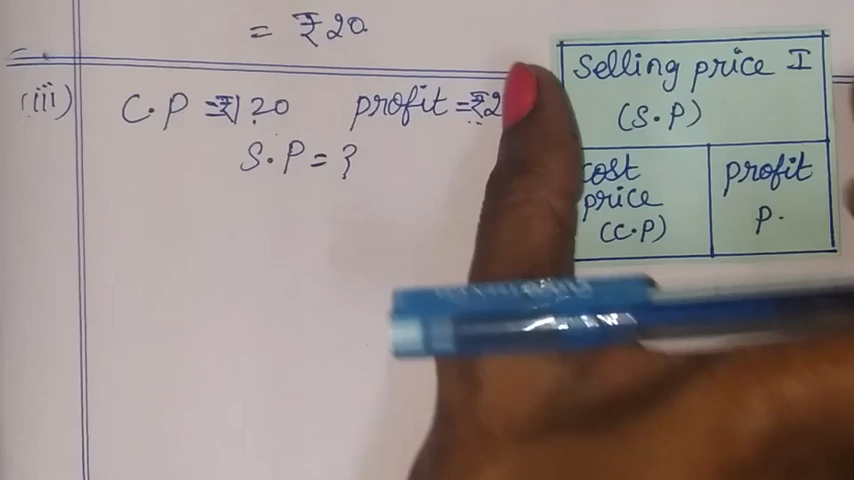 = ₹20
(iii) C.P = ₹120 profit = ₹2
S.P = ?
Selling price I
(S.P)
cost price
(C.P)
profit
P.